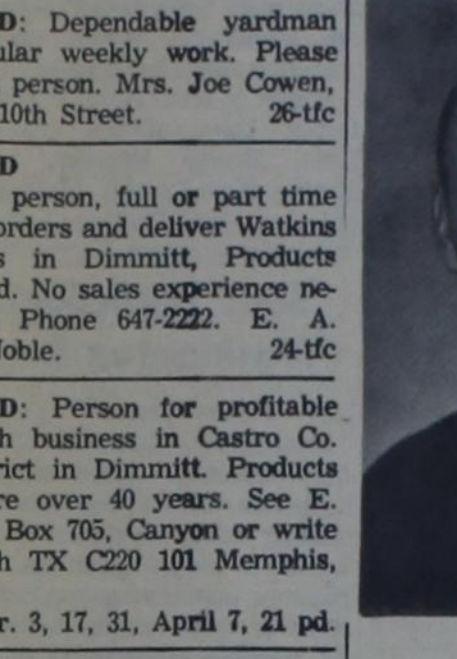 D: Dependable yardman
ular weekly work. Please
person. Mrs. Joe Cowen,
10th Street. 26-tfc
D
person, full or part time
orders and deliver Watkins
s in Dimmitt, Products
d. No sales experience ne-
Phone 647-2222. E. A.
Noble. 24-tfc
D: Person for profitable
h business in Castro Co.
rict in Dimmitt. Products
re over 40 years. See E.
Box 705, Canyon or write
h TX C220 101 Memphis,
r. 3, 17, 31, April 7, 21 pd.